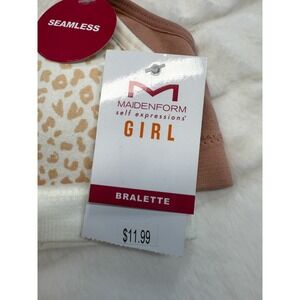 SEAMLESS
M
MAIDENFORM
self expressions®
GIRL
BRALETTE
$11.99